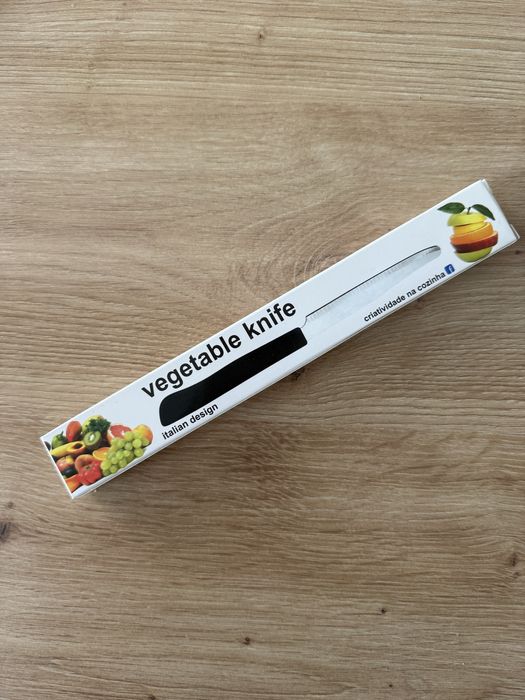 vegetable knife
italian design
criatividade na cozinha f